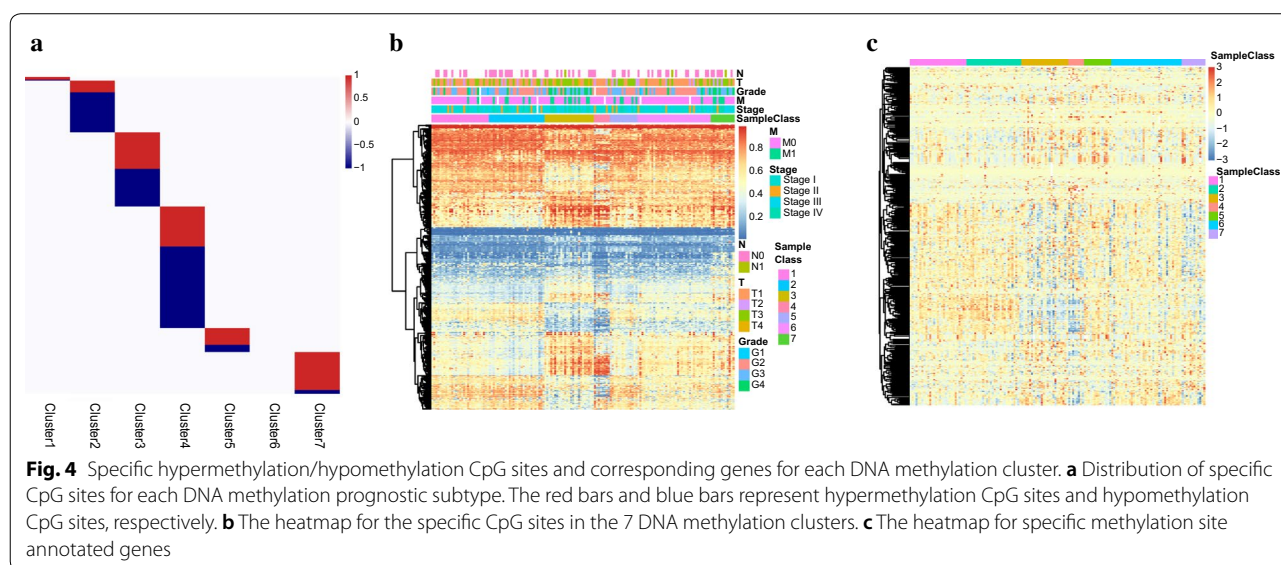 a
1
0.5
0
−0.5
−1
Cluster1
Cluster2
Cluster3
Cluster4
Cluster5
Cluster6
Cluster7
b
N
T
Grade
M
Stage
SampleClass
0.8
0.6
0.4
0.2
M
M0
M1
Stage
Stage I
Stage II
Stage III
Stage IV
N
N0
N1
T
T1
T2
T3
T4
Grade
G1
G2
G3
G4
Sample
Class
1
2
3
4
5
6
7
c
SampleClass
3
2
1
0
−1
−2
−3
SampleClass
1
2
3
4
5
6
7
Fig. 4 Specific hypermethylation/hypomethylation CpG sites and corresponding genes for each DNA methylation cluster. a Distribution of specific
CpG sites for each DNA methylation prognostic subtype. The red bars and blue bars represent hypermethylation CpG sites and hypomethylation
CpG sites, respectively. b The heatmap for the specific CpG sites in the 7 DNA methylation clusters. c The heatmap for specific methylation site
annotated genes